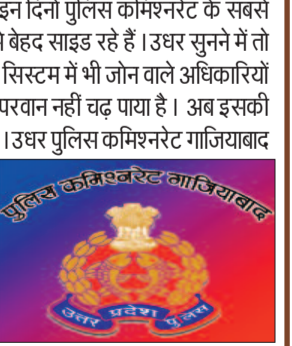 इन दिनो पुलिस कमिश्नरेट के सबसे
बेहद साइड रहे हैं ।उधर सुनने में तो
सिस्टम में भी जोन वाले अधिकारियों
परवान नहीं चढ़ पाया है । अब इसकी
।उधर पुलिस कमिश्नरेट गाजियाबाद
पुलिस कमिश्नरेट गाजियाबाद
उत्तर प्रदेश पुलिस